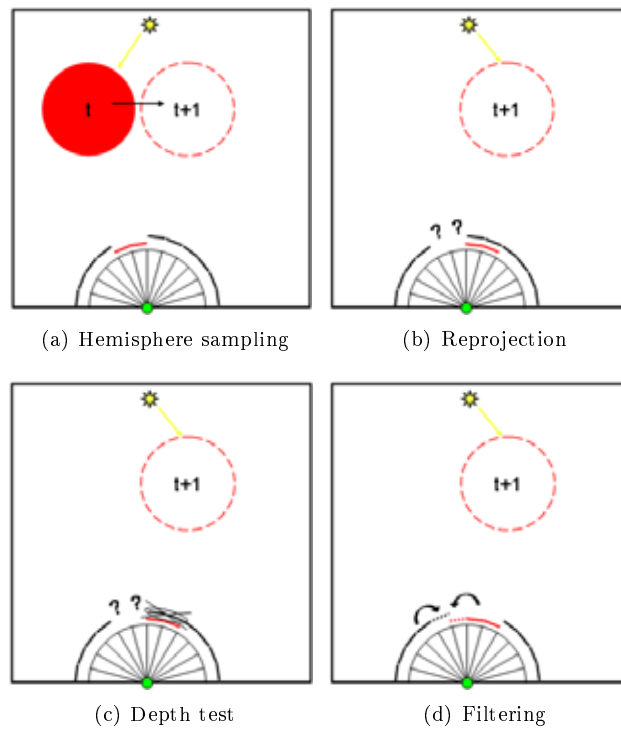 t t+1
t+1
? ?
(a) Hemisphere sampling
(b) Reprojection
t+1
t+1
? ?
(c) Depth test
(d) Filtering